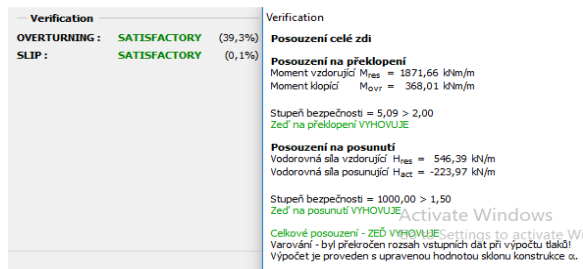 Verification
OVERTURNING : SATISFACTORY (39,3%)
SLIP : SATISFACTORY (0,1%)
Verification
Posouzení celé zdi
Posouzení na překlopení
Moment vzdorující Mres = 1871,66 kNm/m
Moment klopící Movr = 368,01 kNm/m
Stupeň bezpečnosti = 5,09 > 2,00
Zeď na překlopení VYHOVUJE
Posouzení na posunutí
Vodorovná síla vzdorující Hres = 546,39 kN/m
Vodorovná síla posunující Hact = -223,97 kN/m
Stupeň bezpečnosti = 1000,00 > 1,50
Zeď na posunutí VYHOVUJE
Activate Windows
Celkové posouzení - ZEĎ VYHOVUJE
Settings to activate Wi
Varování - byl překročen rozsah vstupních dat při výpočtu tlaků!
Výpočet je proveden s upravenou hodnotou sklonu konstrukce α.